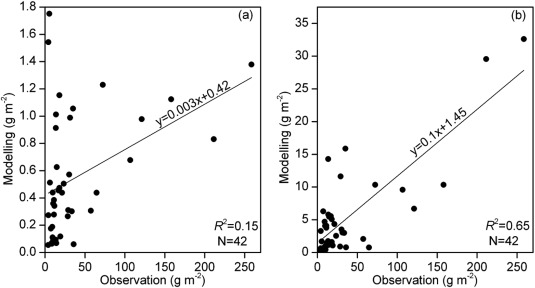 (a)
1.8
1.6
1.4
1.2
1.0
0.8
0.6
0.4
0.2
0.0
Modelling (g m⁻²)
y=0.003x+0.42
R²=0.15
N=42
0 50 100 150 200 250
Observation (g m⁻²)
(b)
35
30
25
20
15
10
5
0
Modelling (g m⁻²)
y=0.1x+1.45
R²=0.65
N=42
0 50 100 150 200 250
Observation (g m⁻²)